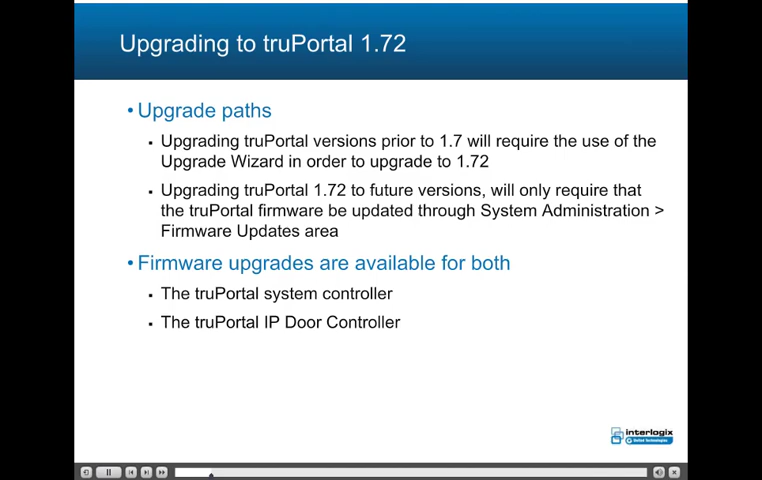 Upgrading to truPortal 1.72
• Upgrade paths
▪ Upgrading truPortal versions prior to 1.7 will require the use of the
Upgrade Wizard in order to upgrade to 1.72
▪ Upgrading truPortal 1.72 to future versions, will only require that
the truPortal firmware be updated through System Administration >
Firmware Updates area
• Firmware upgrades are available for both
▪ The truPortal system controller
▪ The truPortal IP Door Controller
interlogix
United Technologies